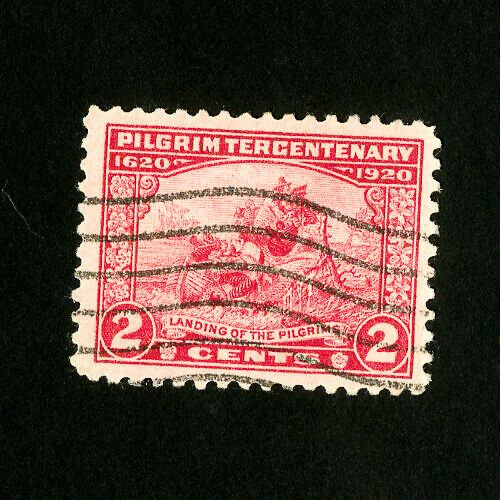 PILGRIM TERCENTENARY
1620 1920
LANDING OF THE PILGRIMS
2 CENTS 2